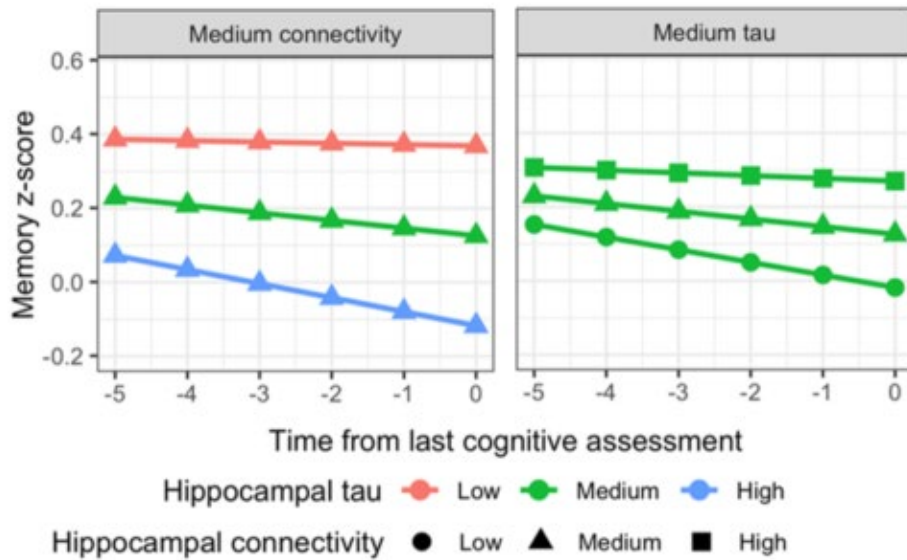 Medium connectivity
Medium tau
Memory z-score
0.6
0.4
0.2
0.0
-0.2
-5 -4 -3 -2 -1 0
-5 -4 -3 -2 -1 0
Time from last cognitive assessment
Hippocampal tau Low Medium High
Hippocampal connectivity Low Medium High